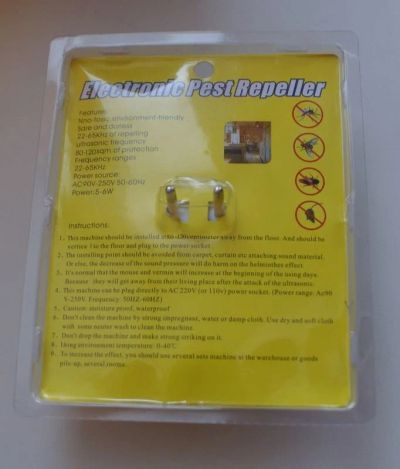 Electronic Pest Repeller
Features:
Nno-toxic, environment-friendly
Safe and dorless
22-65KHz of repelling
ultrasonic frequency
80-120sqm of protection
Frequency ranges:
22-65KHz
Power source:
AC90V-250V 50-60Hz
Power:5-6W
Instructions:
1、This machine should be installed at 80-120centimeter away from the floor. And should be
vertical to the floor and plug to the power socket.
2、The installing point should be avoided from carpet, curtain etc attaching sound material.
Or else, the decrease of the sound pressure will do harm on the helminthes effect
3、It's normal that the mouse and vermin will increase at the beginning of the using days.
Because they will get away from their living place after the attack of the ultrasonic.
4、This machine can be plug directly to AC 220V (or 110v) power socket. (Power range: Ac90
V-250V. Frequency: 50HZ-60HZ)
5、Caution: moisture proof, waterproof
6、Don't clean the machine by strong impregnant, water or damp cloth. Use dry and soft cloth
with some neuter wash to clean the machine.
7、Don't drop the machine and make strong striking on it.
8、Using environment temperature: 0-40℃
9、To increase the effect, you should use several sets machine at the warehouse or goods
pile-up, several rooms.